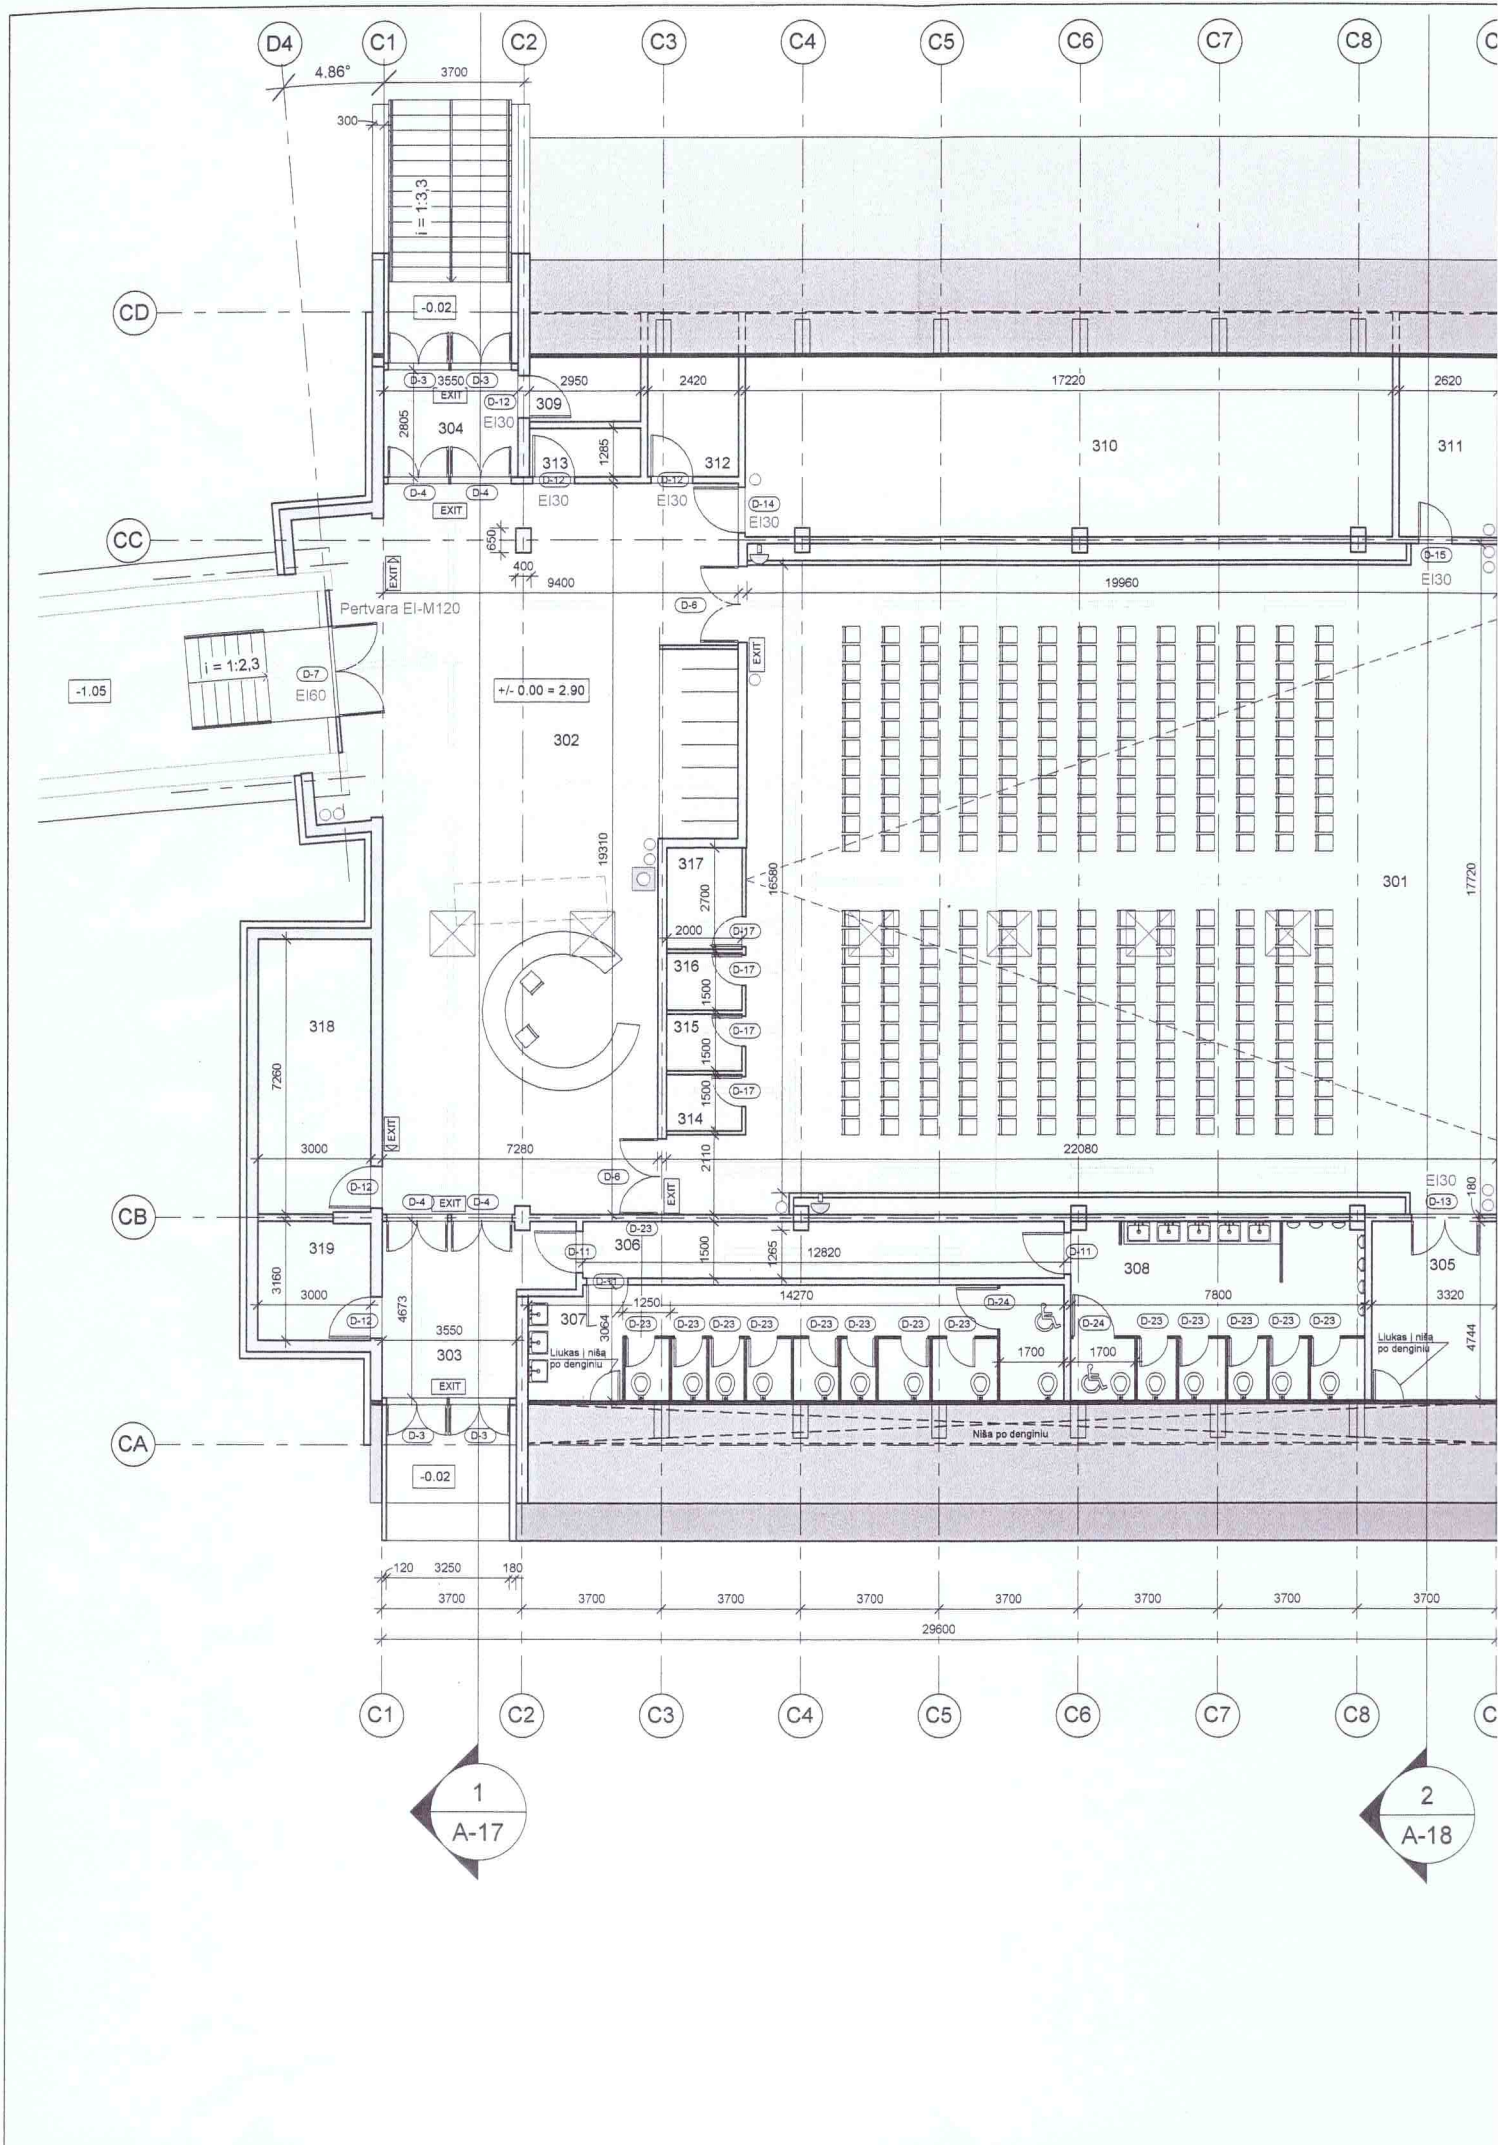 D4 C1 C2 C3 C4 C5 C6 C7 C8 C
4.86° 3700
300
i = 1:3,3
CD
-0.02
D-3 3550 D-3 2950 2420 17220 2620
EXIT D-12 309
2805 304 EI30 310 311
313 1285 312
D-4 D-4 D-12 D-12
EXIT EI30 EI30 D-14
EI30
CC 650 D-15
EXIT 400 9400 19960 EI30
Pertvara EI-M120 D-6
i = 1:2,3 D-7 EXIT
-1.05 EI60 +/- 0.00 = 2.90
302
19310 317 16580 301 17720
2700
2000 D-17
316 D-17
1500
318 315 D-17
1500
7260 1500 D-17
314
EXIT
3000 7280 2110 22080
D-12 D-6 EI30
D-4 EXIT D-4 EXIT D-13 180
CB
D-23
319 306 1500 1265 12820 D-11 308 305
D-11
3160 D-11
3000 4673 14270 7800 3320
1250 D-24
D-12 3550 307 3064 D-23 D-23 D-23 D-23 D-23 D-23 D-23 D-23 D-24 D-23 D-23 D-23 D-23 D-23
303 Liukas į nišą 1700 1700 Liukas į nišą 4744
po denginiu po denginiu
EXIT
CA D-3 D-3 Niša po denginiu
-0.02
120 3250 180
3700 3700 3700 3700 3700 3700 3700 3700
29600
C1 C2 C3 C4 C5 C6 C7 C8 C
1 2
A-17 A-18